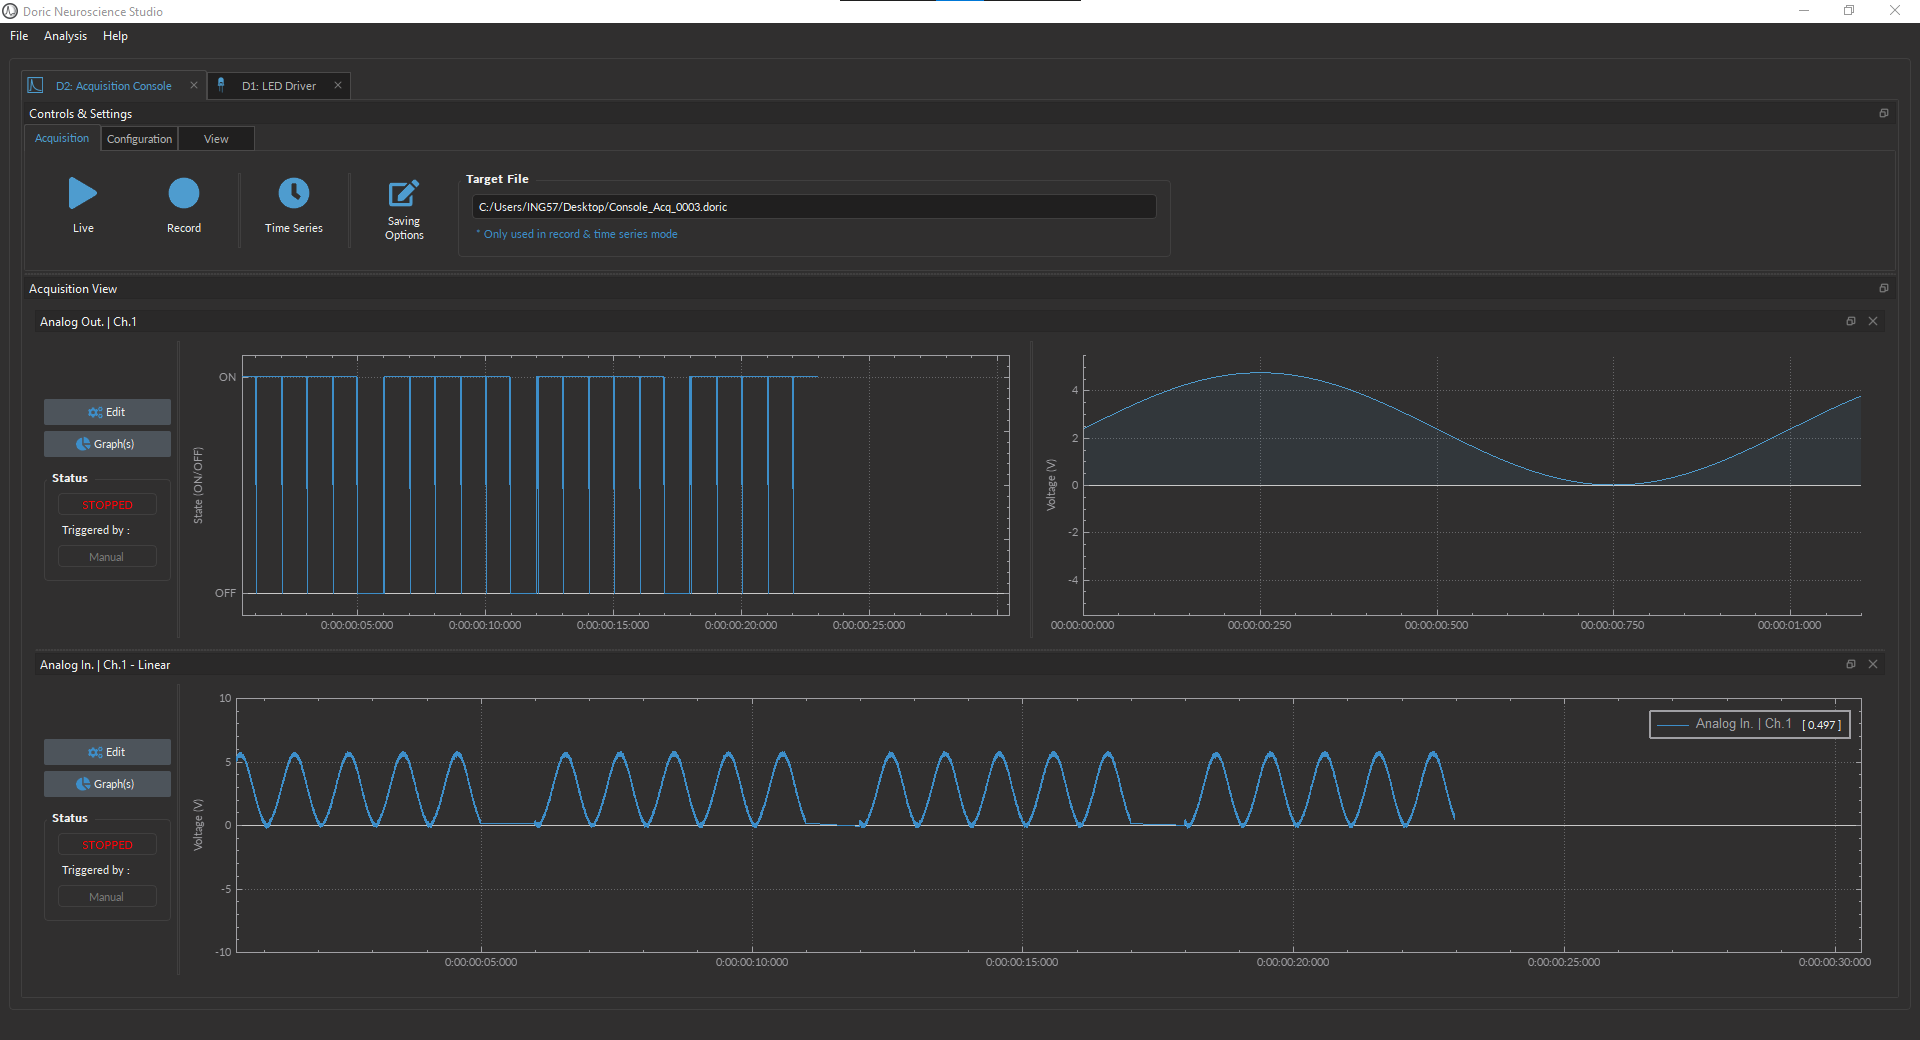 Doric Neuroscience Studio
File Analysis Help
D2: Acquisition Console D1: LED Driver
Controls & Settings
Acquisition Configuration View
Live Record Time Series Saving Options
Target File
C:/Users/ING57/Desktop/Console_Acq_0003.doric
* Only used in record & time series mode
Acquisition View
Analog Out. | Ch.1
Edit
Graph(s)
Status
STOPPED
Triggered by :
Manual
State (ON/OFF)
ON
OFF
0:00:00:05:000 0:00:00:10:000 0:00:00:15:000 0:00:00:20:000 0:00:00:25:000
Voltage (V)
4
2
0
-2
-4
00:00:00:000 00:00:00:250 00:00:00:500 00:00:00:750 00:00:01:000
Analog In. | Ch.1 - Linear
Edit
Graph(s)
Status
STOPPED
Triggered by :
Manual
Voltage (V)
10
5
0
-5
-10
Analog In. | Ch.1 [ 0.497 ]
0:00:00:05:000 0:00:00:10:000 0:00:00:15:000 0:00:00:20:000 0:00:00:25:000 0:00:00:30:000